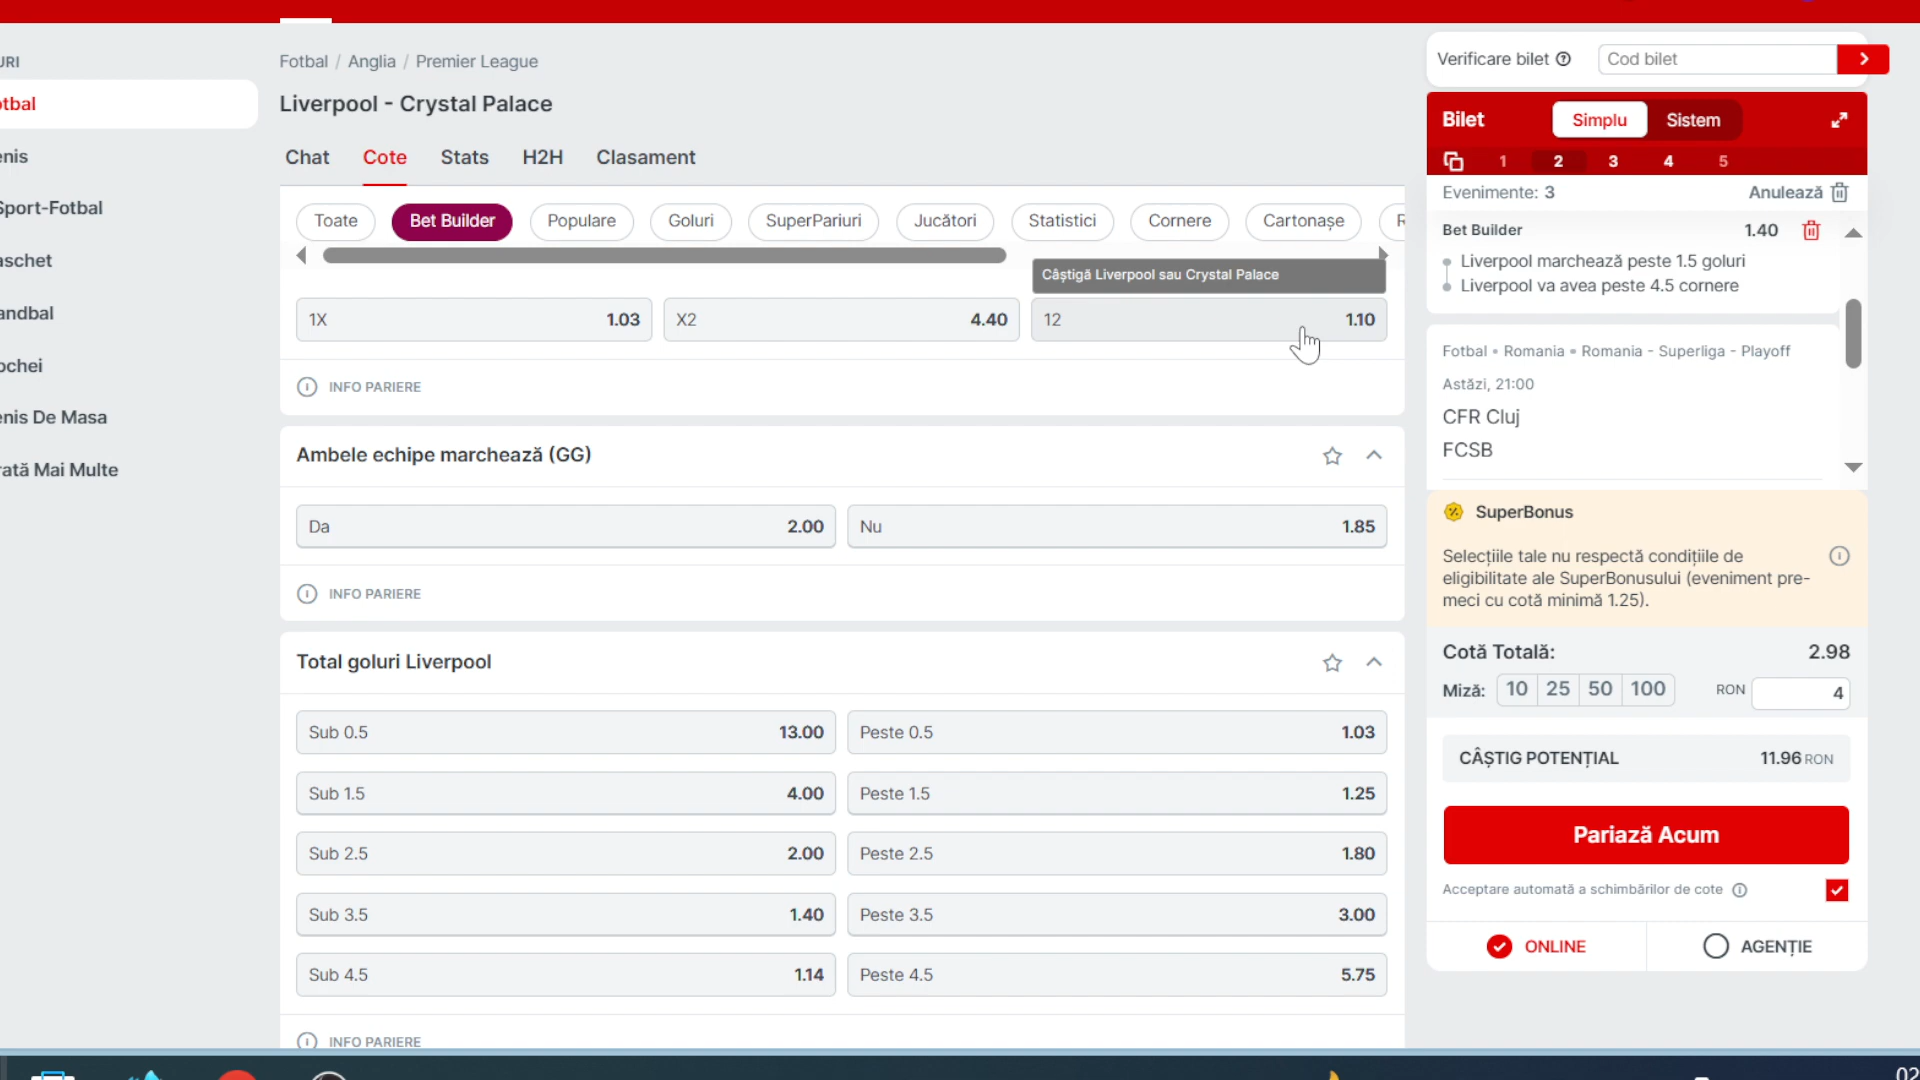 Fotbal / Anglia / Premier League
Liverpool - Crystal Palace
Chat Cote Stats H2H Clasament
Toate Bet Builder Populare Goluri SuperPariuri Jucători Statistici Cornere Cartonașe R
Câștigă Liverpool sau Crystal Palace
1X 1.03 X2 4.40 12 1.10
INFO PARIERE
Ambele echipe marchează (GG)
Da 2.00 Nu 1.85
INFO PARIERE
Total goluri Liverpool
Sub 0.5 13.00 Peste 0.5 1.03
Sub 1.5 4.00 Peste 1.5 1.25
Sub 2.5 2.00 Peste 2.5 1.80
Sub 3.5 1.40 Peste 3.5 3.00
Sub 4.5 1.14 Peste 4.5 5.75
INFO PARIERE
URI
otbal
enis
Sport-Fotbal
aschet
andbal
ochei
enis De Masa
rată Mai Multe
Verificare bilet Cod bilet
Bilet Simplu Sistem
1 2 3 4 5
Evenimente: 3 Anulează
Bet Builder 1.40
Liverpool marchează peste 1.5 goluri
Liverpool va avea peste 4.5 cornere
Fotbal • Romania • Romania - Superliga - Playoff
Astăzi, 21:00
CFR Cluj
FCSB
SuperBonus
Selecțiile tale nu respectă condițiile de
eligibilitate ale SuperBonusului (eveniment pre-
meci cu cotă minimă 1.25).
Cotă Totală: 2.98
Miză: 10 25 50 100 RON 4
CÂȘTIG POTENȚIAL 11.96 RON
Pariază Acum
Acceptare automată a schimbărilor de cote
ONLINE AGENȚIE
02